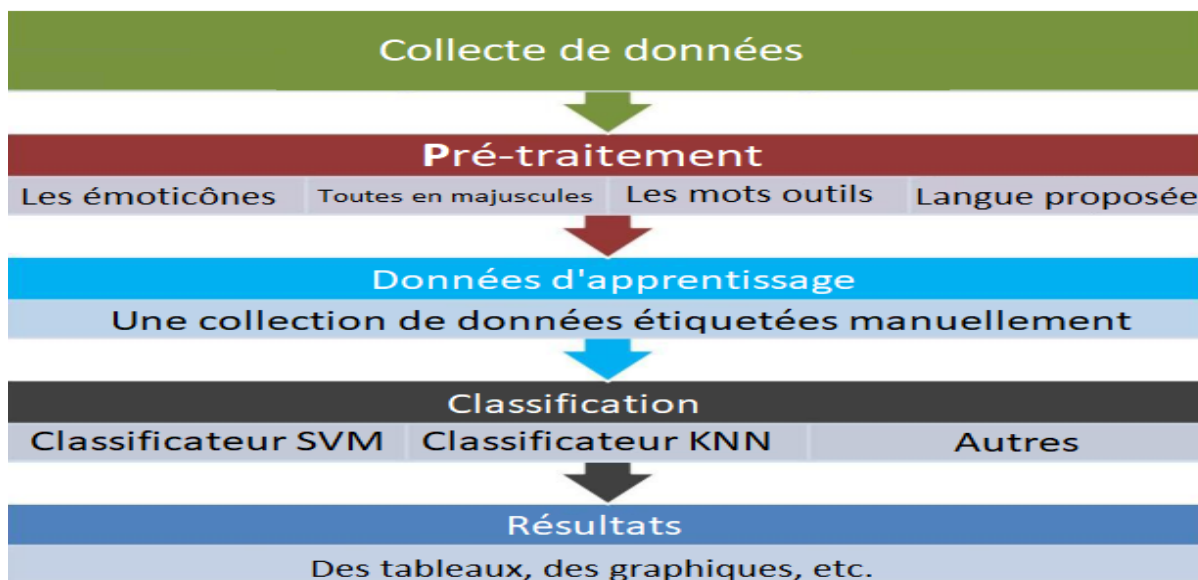 Collecte de données
Pré-traitement
Les émoticônes Toutes en majuscules Les mots outils Langue proposée
Données d'apprentissage
Une collection de données étiquetées manuellement
Classification
Classificateur SVM Classificateur KNN Autres
Résultats
Des tableaux, des graphiques, etc.